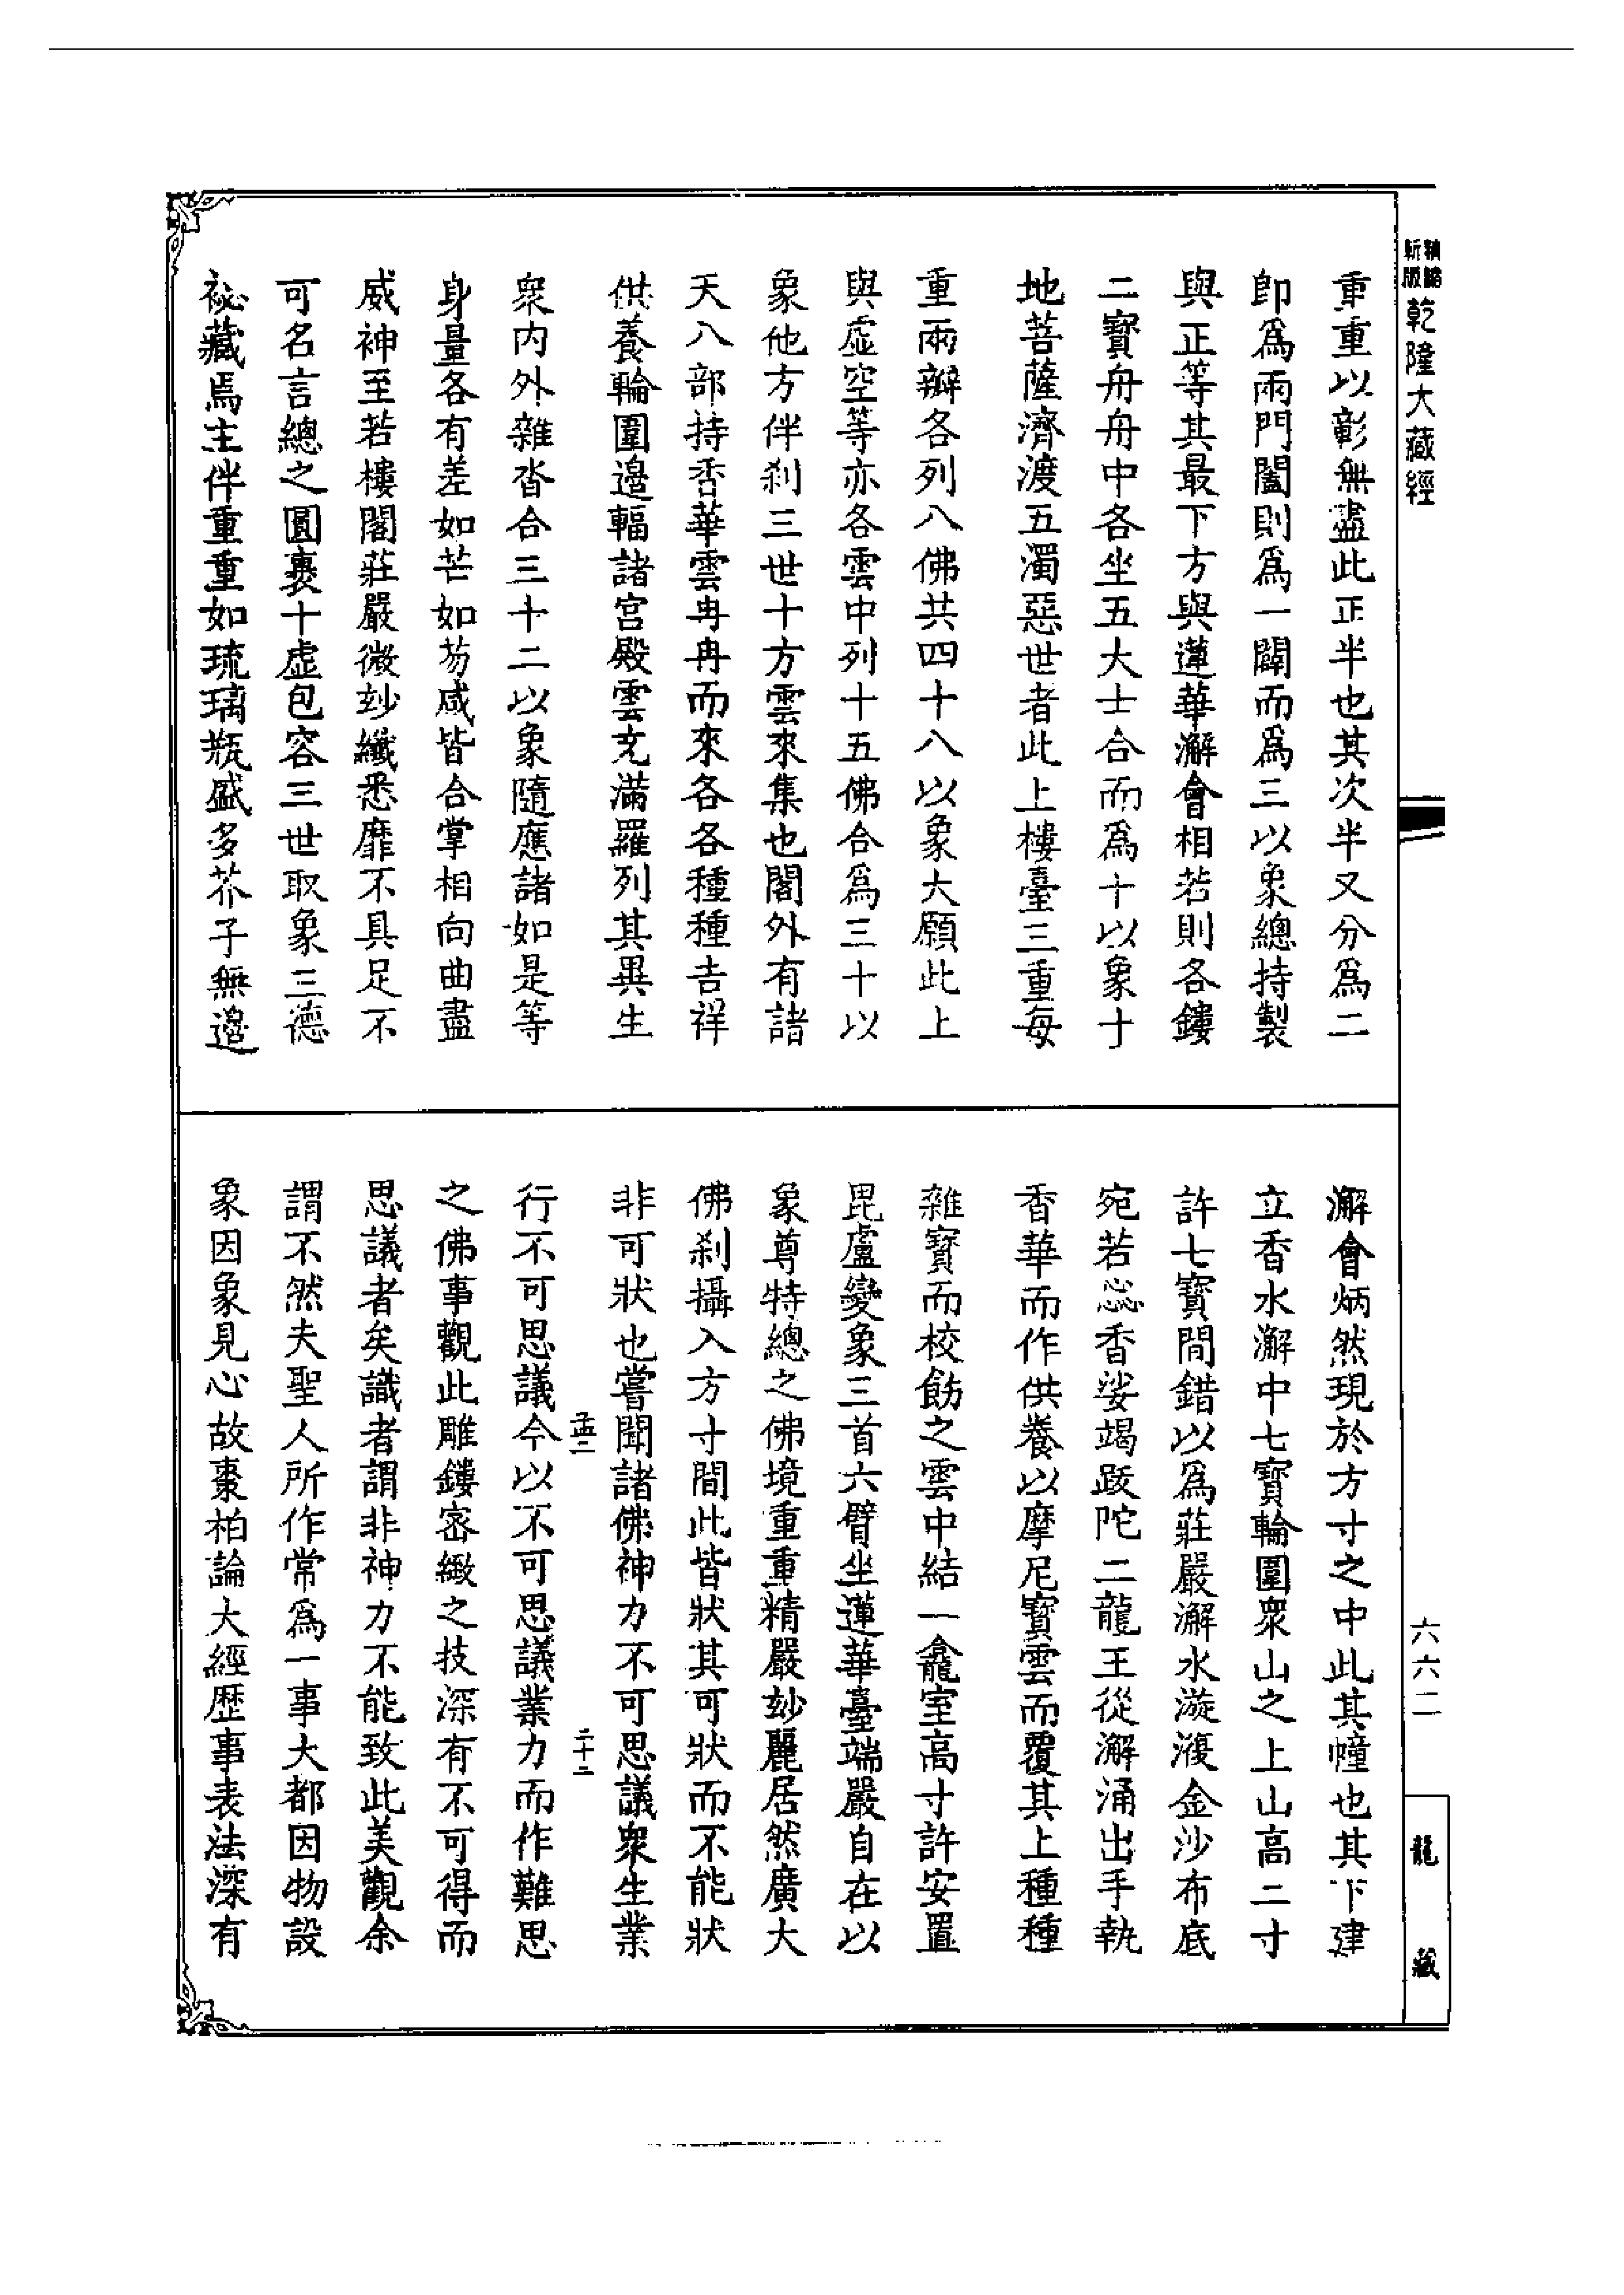 精縮
新版
乾隆大藏經
重重以彰無盡此正半也其次半又分爲二
卽爲兩門闔則爲一闢而爲三以象總持製
與正等其最下方與蓮華澥會相若則各鏤
二寶舟舟中各坐五大士合而爲十以象十
地菩薩濟渡五濁惡世者此上樓臺三重每
重兩瓣各列八佛共四十八以象大願此上
與虛空等亦各雲中列十五佛合爲三十以
象他方伴刹三世十方雲來集也閣外有諸
天八部持香華雲冉冉而來各各種種吉祥
供養輪圍邉輻諸宮殿雲充滿羅列其異生
衆內外雜沓合三十二以象隨應諸如是等
身量各有差如芒如芴咸皆合掌相向曲盡
威神至若樓閣莊嚴微玅纖悉靡不具足不
可名言總之圓裹十虛包容三世取象三德
祕藏焉主伴重重如琉璃瓶盛多芥子無邉
澥會炳然現於方寸之中此其幢也其下建
立香水澥中七寶輪圍衆山之上山高二寸
許七寶間錯以爲莊嚴澥水漩澓金沙布底
宛若蕊香娑竭跋陀二龍王從澥涌出手執
香華而作供養以摩尼寶雲而覆其上種種
雜寶而校飭之雲中結一龕室高寸許安置
毘盧變象三首六臂坐蓮華臺端嚴自在以
象尊特總之佛境重重精嚴玅麗居然廣大
佛刹攝入方寸間此皆狀其可狀而不能狀
非可狀也嘗聞諸佛神力不可思議衆生業
孟二
二十二
行不可思議今以不可思議業力而作難思
之佛事觀此雕鏤密緻之技深有不可得而
思議者矣識者謂非神力不能致此美觀余
謂不然夫聖人所作常爲一事大都因物設
象因象見心故棗柏論大經歷事表法深有
六六二
龍藏